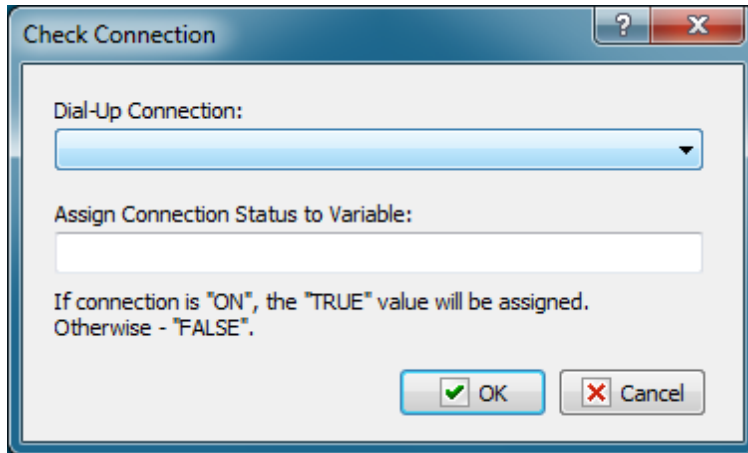 Check Connection
?
Dial-Up Connection:
Assign Connection Status to Variable:
If connection is "ON", the "TRUE" value will be assigned.
Otherwise - "FALSE".
OK
Cancel